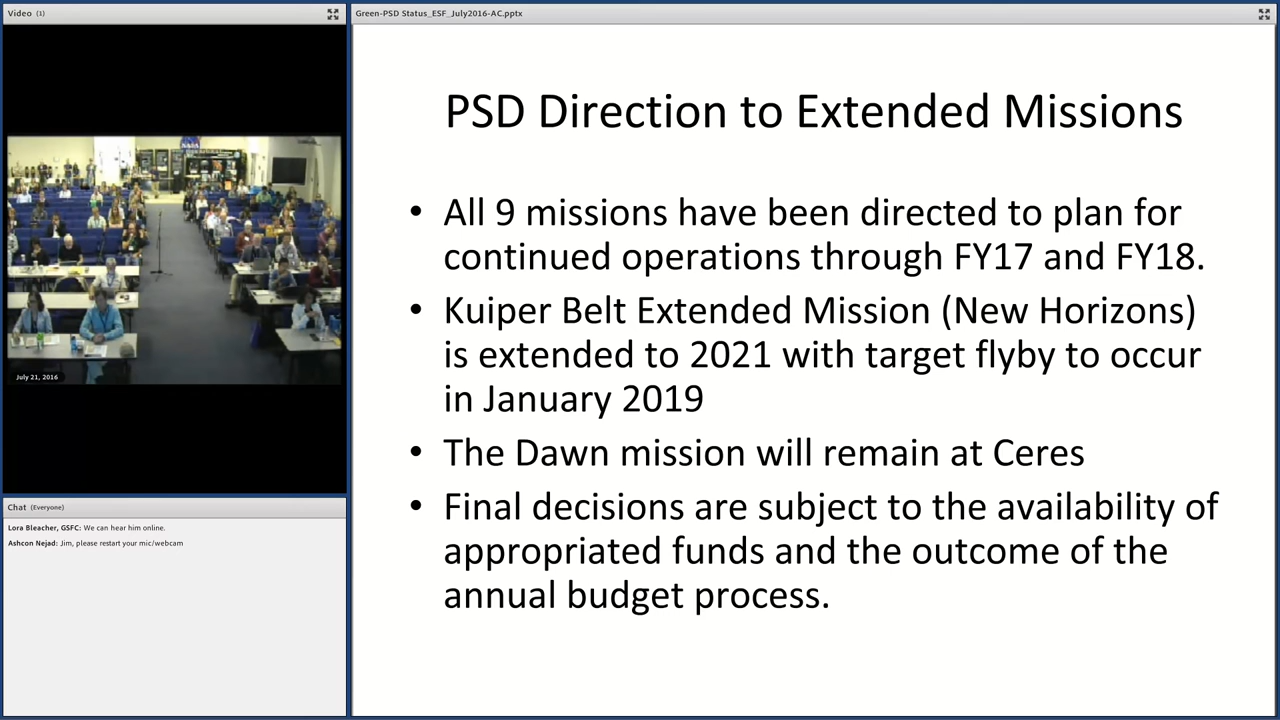 Video (1)
NASA
July 21, 2016
Chat (Everyone)
Lora Bleacher, GSFC: We can hear him online.
Ashcon Nejad: Jim, please restart your mic/webcam
Green-PSD Status_ESF_July2016-AC.pptx
PSD Direction to Extended Missions
• All 9 missions have been directed to plan for
continued operations through FY17 and FY18.
• Kuiper Belt Extended Mission (New Horizons)
is extended to 2021 with target flyby to occur
in January 2019
• The Dawn mission will remain at Ceres
• Final decisions are subject to the availability of
appropriated funds and the outcome of the
annual budget process.